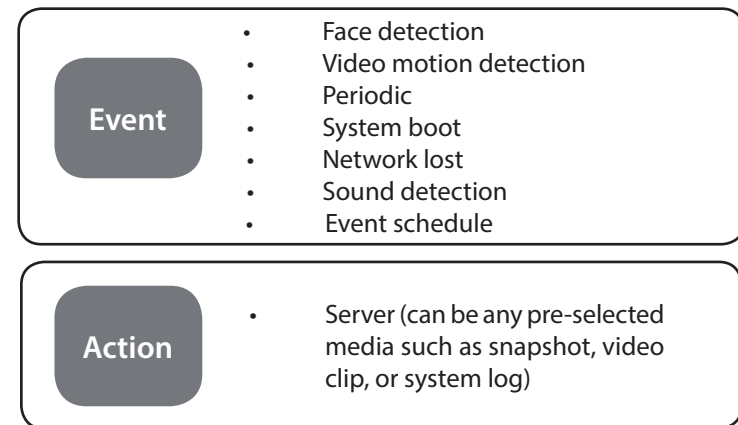 Event
• Face detection
• Video motion detection
• Periodic
• System boot
• Network lost
• Sound detection
• Event schedule
Action
• Server (can be any pre-selected
media such as snapshot, video
clip, or system log)